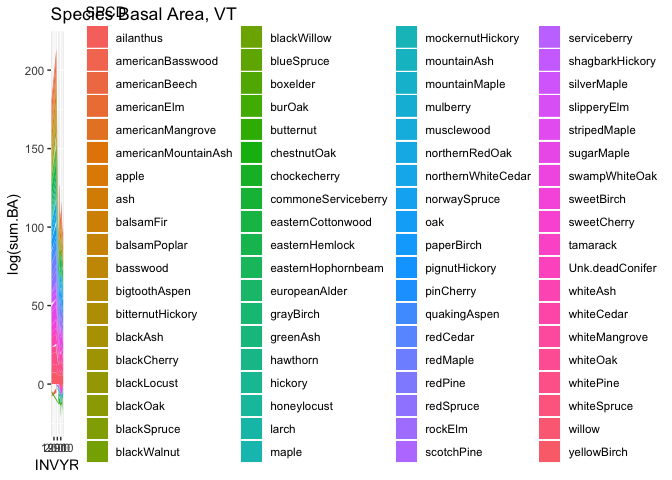 Species Basal Area, VT
SPCD
log(sum.BA)
200
150
100
50
0
INVYR
ailanthus
americanBasswood
americanBeech
americanElm
americanMangrove
americanMountainAsh
apple
ash
balsamFir
balsamPoplar
basswood
bigtoothAspen
bitternutHickory
blackAsh
blackCherry
blackLocust
blackOak
blackSpruce
blackWalnut
blackWillow
blueSpruce
boxelder
burOak
butternut
chestnutOak
chockecherry
commoneServiceberry
easternCottonwood
easternHemlock
easternHophornbeam
europeanAlder
grayBirch
greenAsh
hawthorn
hickory
honeylocust
larch
maple
mockernutHickory
mountainAsh
mountainMaple
mulberry
musclewood
northernRedOak
northernWhiteCedar
norwaySpruce
oak
paperBirch
pignutHickory
pinCherry
quakingAspen
redCedar
redMaple
redPine
redSpruce
rockElm
scotchPine
serviceberry
shagbarkHickory
silverMaple
slipperyElm
stripedMaple
sugarMaple
swampWhiteOak
sweetBirch
sweetCherry
tamarack
Unk.deadConifer
whiteAsh
whiteCedar
whiteMangrove
whiteOak
whitePine
whiteSpruce
willow
yellowBirch